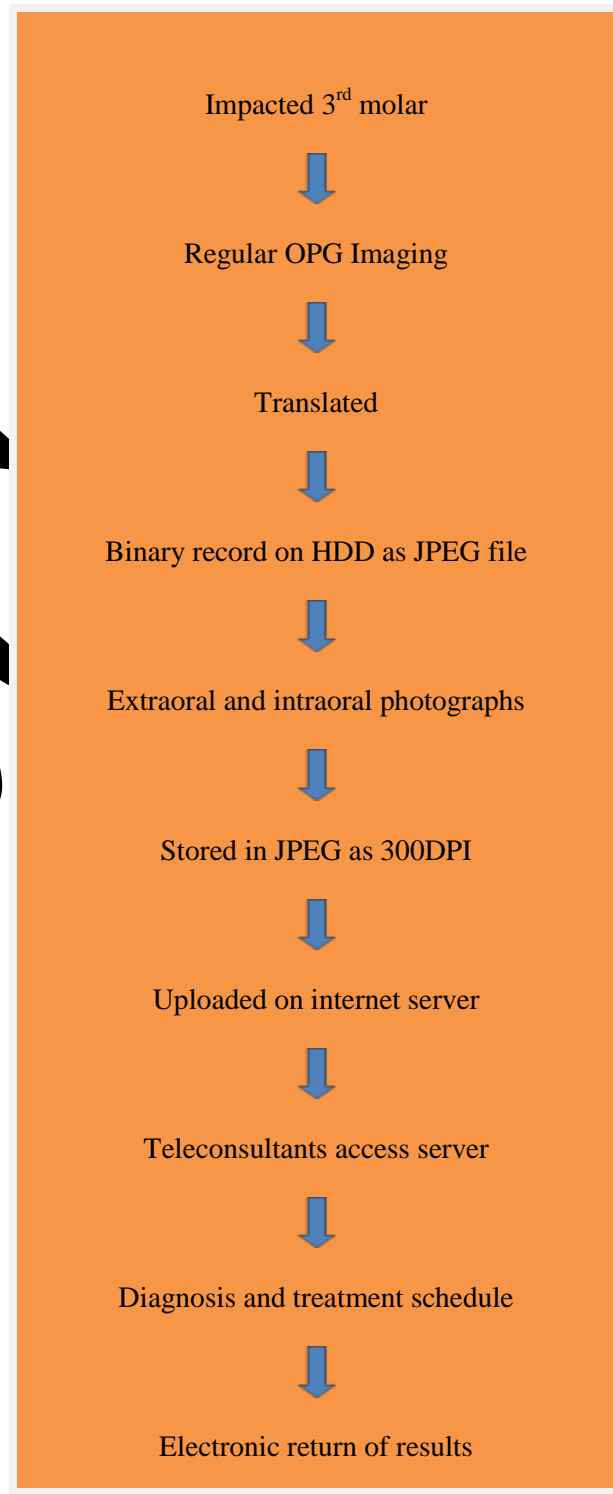 Impacted 3rd molar
Regular OPG Imaging
Translated
Binary record on HDD as JPEG file
Extraoral and intraoral photographs
Stored in JPEG as 300DPI
Uploaded on internet server
Teleconsultants access server
Diagnosis and treatment schedule
Electronic return of results